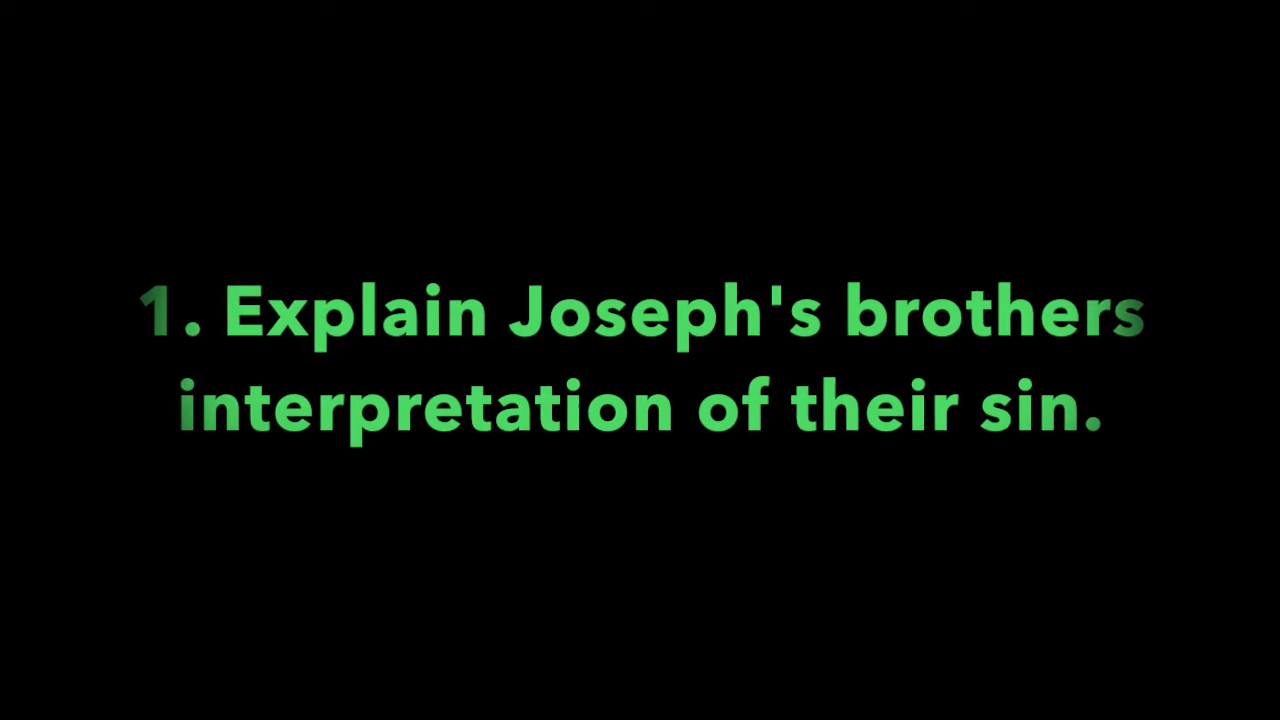 1. Explain Joseph's brothers
interpretation of their sin.